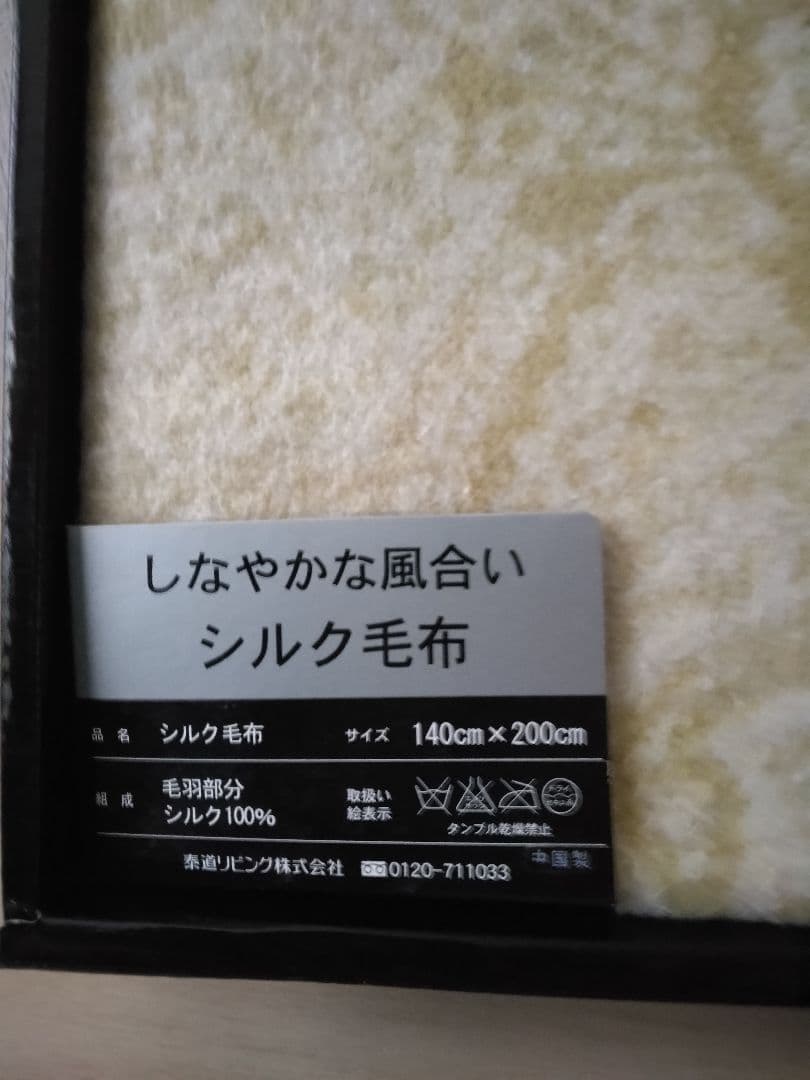 しなやかな風合い
シルク毛布
品名 シルク毛布 サイズ 140cm×200cm
組成 毛羽部分 シルク100%
取扱い絵表示
タンブル乾燥禁止
中国製
泰道リビング株式会社 0120-711033